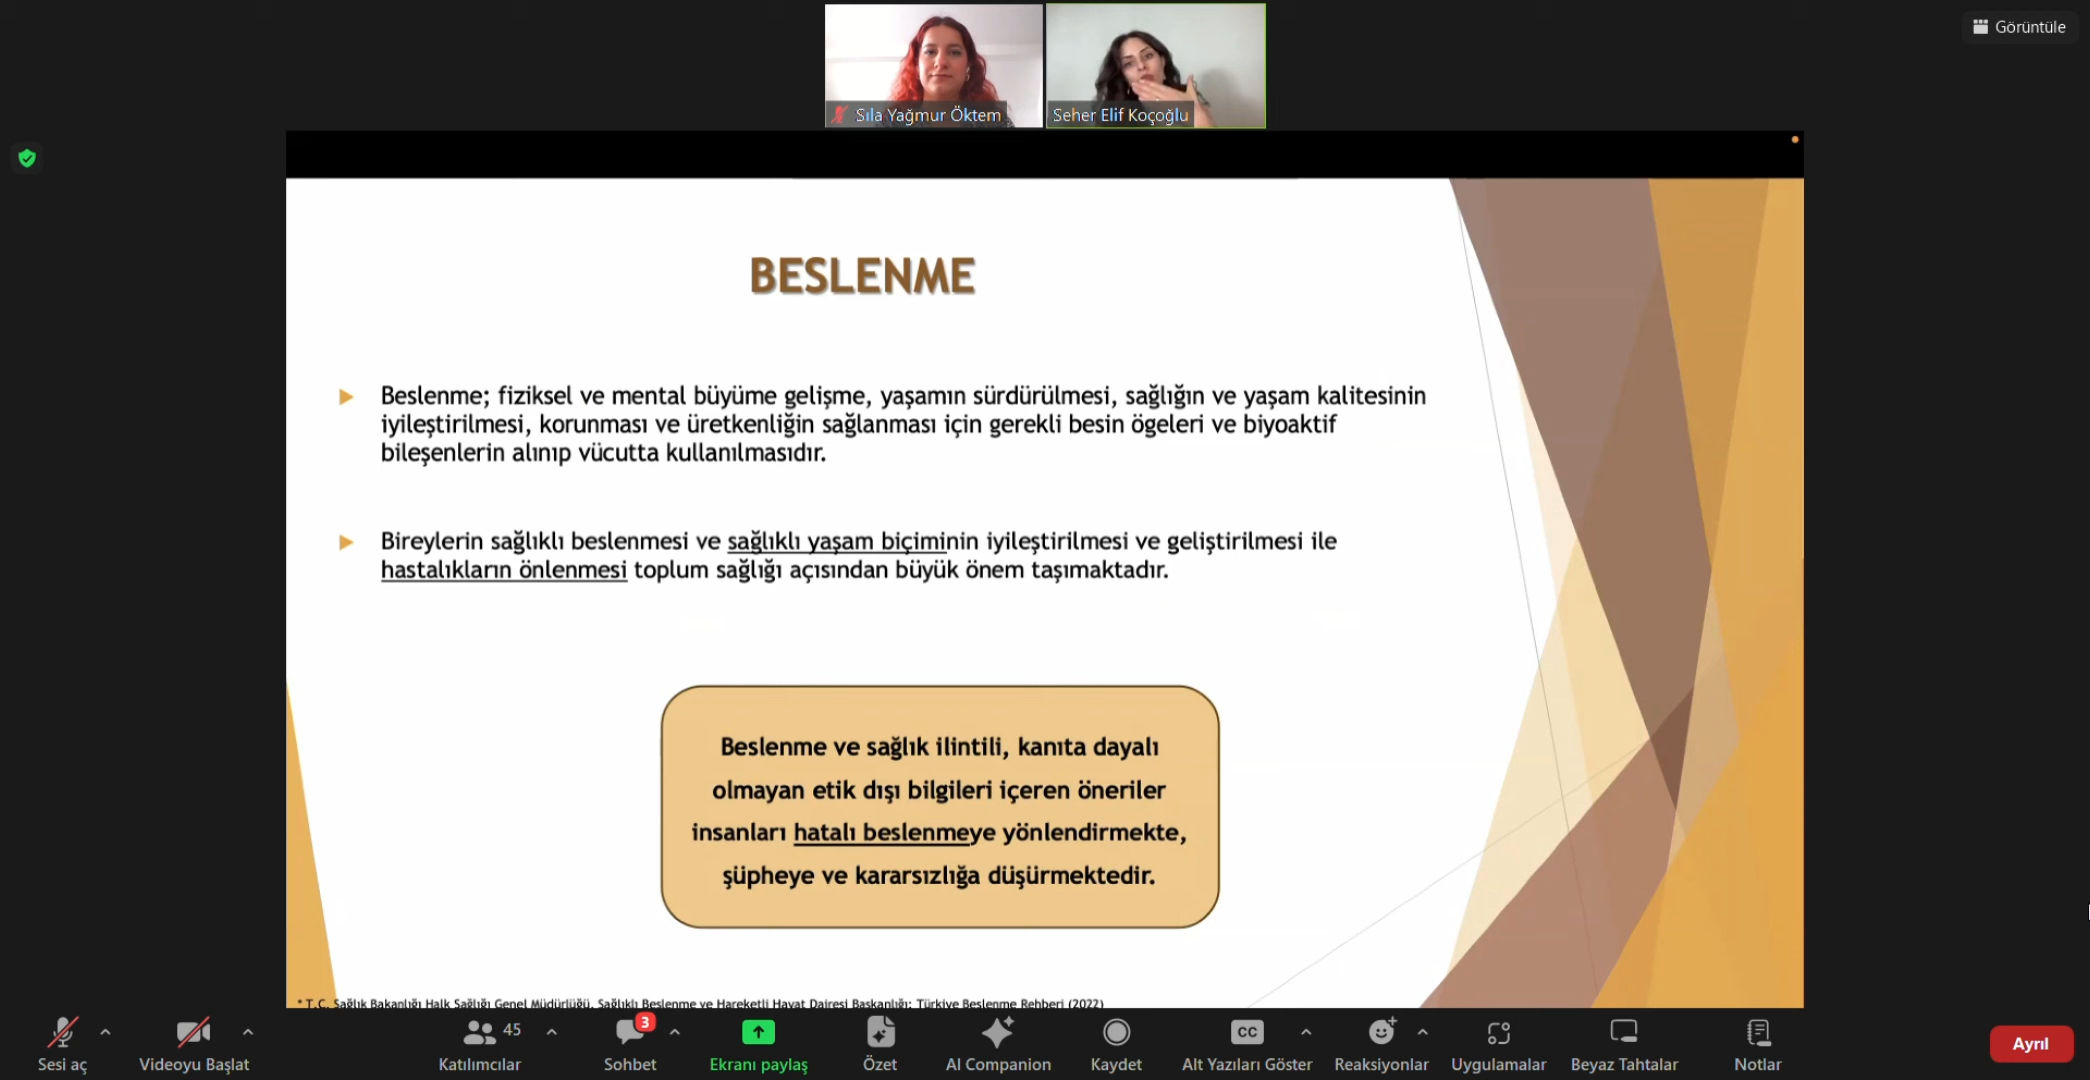 Görüntüle
Sıla Yağmur Öktem
Seher Elif Koçoğlu
BESLENME
Beslenme; fiziksel ve mental büyüme gelişme, yaşamın sürdürülmesi, sağlığın ve yaşam kalitesinin
iyileştirilmesi, korunması ve üretkenliğin sağlanması için gerekli besin ögeleri ve biyoaktif
bileşenlerin alınıp vücutta kullanılmasıdır.
Bireylerin sağlıklı beslenmesi ve sağlıklı yaşam biçiminin iyileştirilmesi ve geliştirilmesi ile
hastalıkların önlenmesi toplum sağlığı açısından büyük önem taşımaktadır.
Beslenme ve sağlık ilintili, kanıta dayalı
olmayan etik dışı bilgileri içeren öneriler
insanları hatalı beslenmeye yönlendirmekte,
şüpheye ve kararsızlığa düşürmektedir.
* T.C. Sağlık Bakanlığı Halk Sağlığı Genel Müdürlüğü, Sağlıklı Beslenme ve Hareketli Hayat Dairesi Başkanlığı; Türkiye Beslenme Rehberi (2022)
45
3
CC
Sesi aç
Videoyu Başlat
Katılımcılar
Sohbet
Ekranı paylaş
Özet
AI Companion
Kaydet
Alt Yazıları Göster
Reaksiyonlar
Uygulamalar
Beyaz Tahtalar
Notlar
Ayrıl